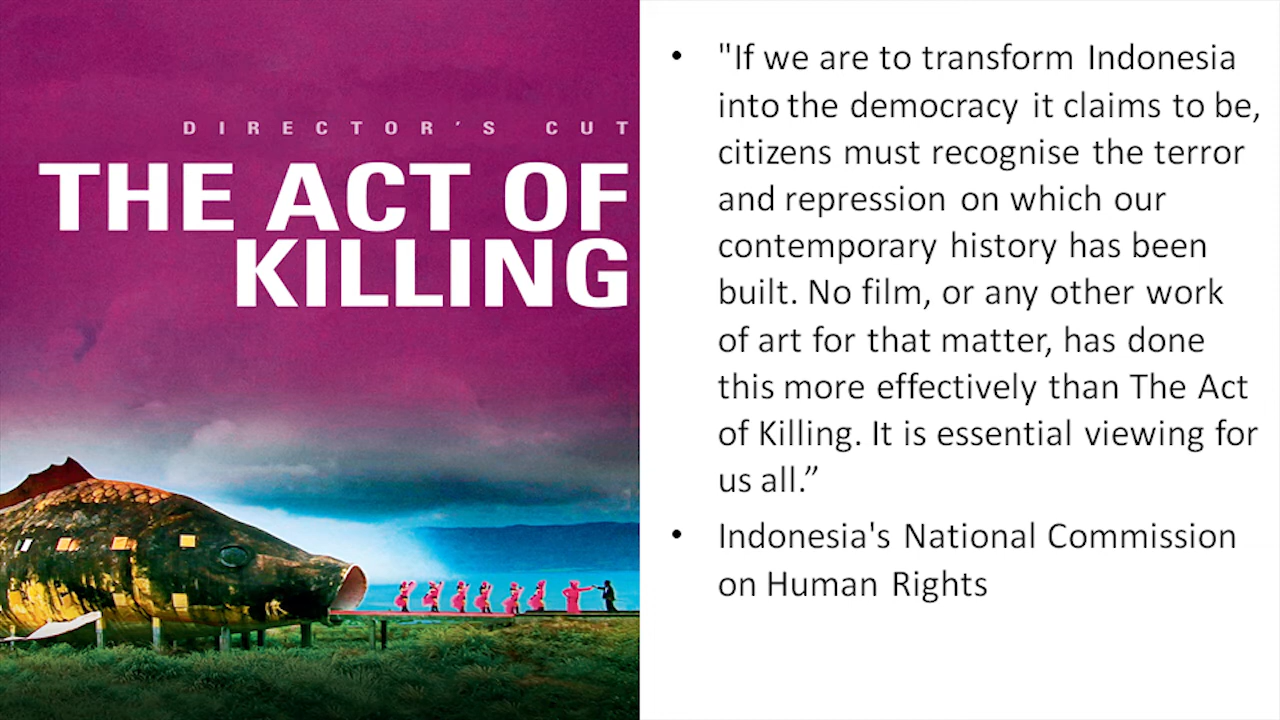 DIRECTOR'S CUT
THE ACT OF
KILLING
• "If we are to transform Indonesia
into the democracy it claims to be,
citizens must recognise the terror
and repression on which our
contemporary history has been
built. No film, or any other work
of art for that matter, has done
this more effectively than The Act
of Killing. It is essential viewing for
us all.”
• Indonesia's National Commission
on Human Rights